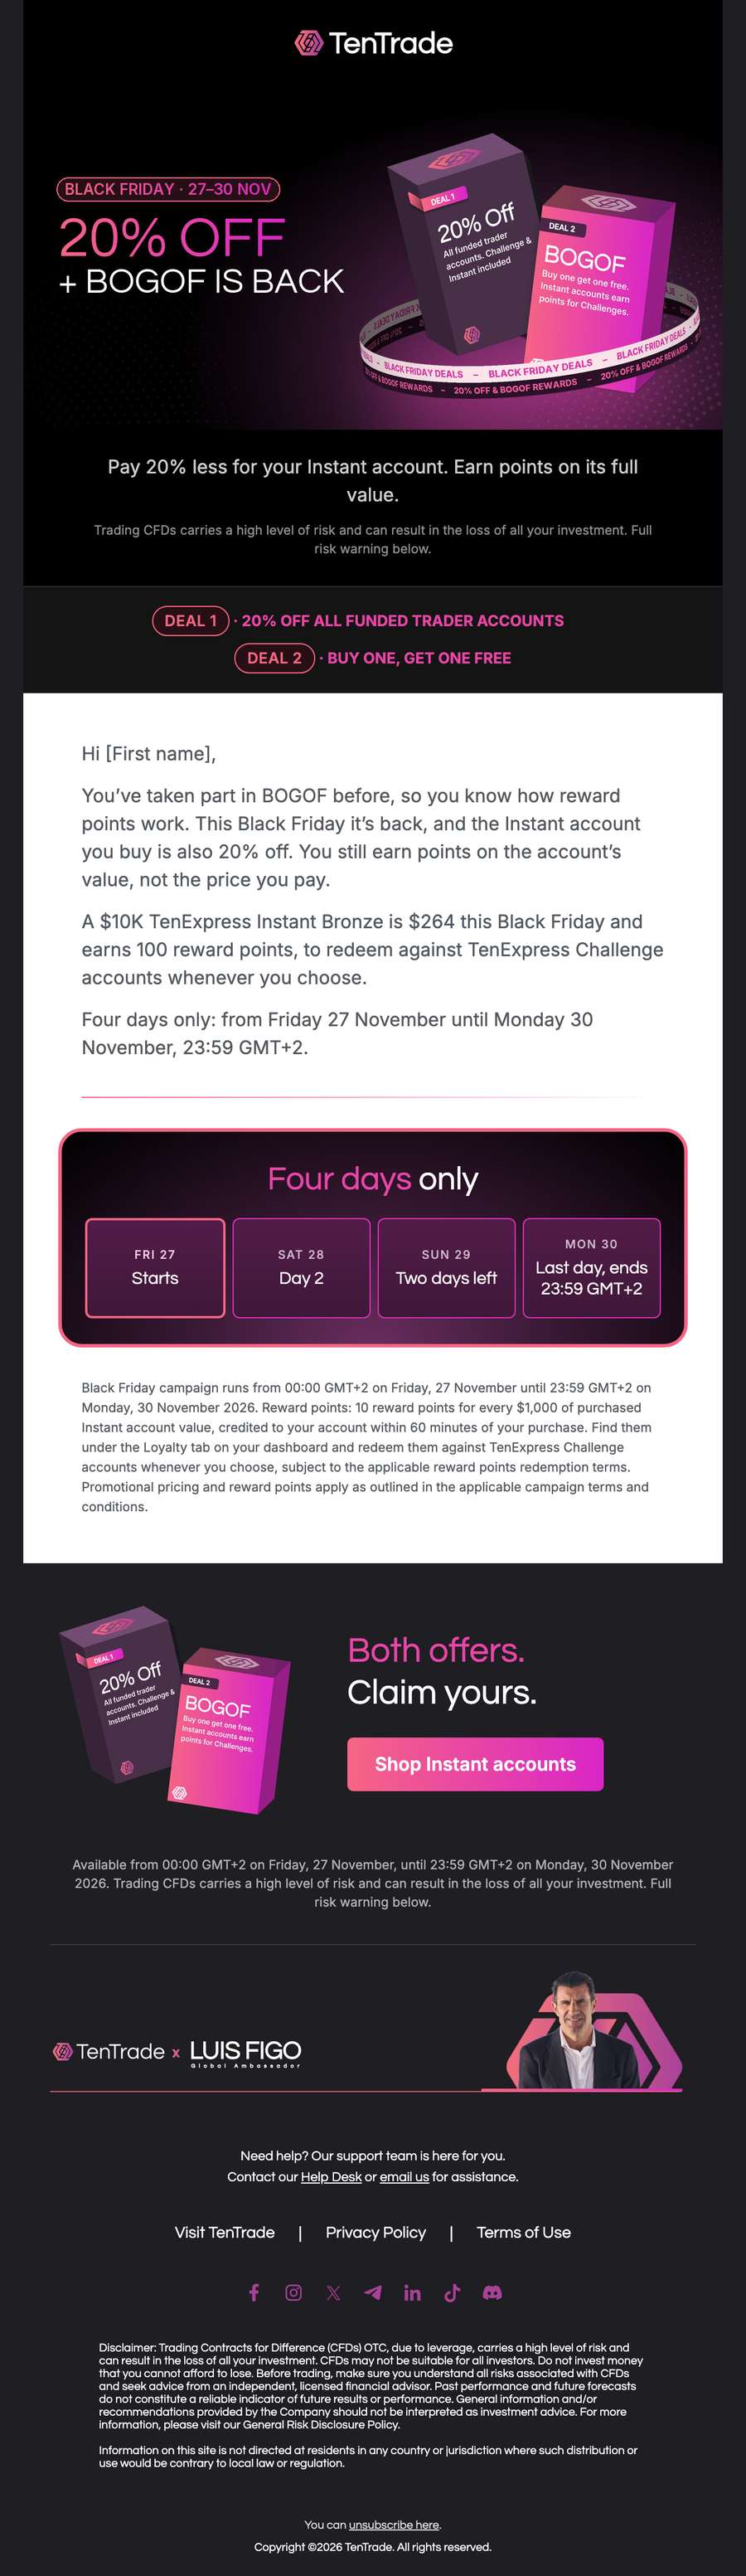 TenTrade
BLACK FRIDAY · 27–30 NOV
20% OFF
+ BOGOF IS BACK
DEAL 1
20% Off
All funded trader
accounts. Challenge &
Instant included
DEAL 2
BOGOF
Buy one get one free.
Instant accounts earn
points for Challenges.
BLACK FRIDAY DEALS – BLACK FRIDAY DEALS – BLACK FRIDAY DEALS
20% OFF & BOGOF REWARDS – 20% OFF & BOGOF REWARDS – 20% OFF & BOGOF REWARDS
Pay 20% less for your Instant account. Earn points on its full
value.
Trading CFDs carries a high level of risk and can result in the loss of all your investment. Full
risk warning below.
DEAL 1 · 20% OFF ALL FUNDED TRADER ACCOUNTS
DEAL 2 · BUY ONE, GET ONE FREE
Hi [First name],
You’ve taken part in BOGOF before, so you know how reward
points work. This Black Friday it’s back, and the Instant account
you buy is also 20% off. You still earn points on the account’s
value, not the price you pay.
A $10K TenExpress Instant Bronze is $264 this Black Friday and
earns 100 reward points, to redeem against TenExpress Challenge
accounts whenever you choose.
Four days only: from Friday 27 November until Monday 30
November, 23:59 GMT+2.
Four days only
FRI 27
Starts
SAT 28
Day 2
SUN 29
Two days left
MON 30
Last day, ends
23:59 GMT+2
Black Friday campaign runs from 00:00 GMT+2 on Friday, 27 November until 23:59 GMT+2 on
Monday, 30 November 2026. Reward points: 10 reward points for every $1,000 of purchased
Instant account value, credited to your account within 60 minutes of your purchase. Find them
under the Loyalty tab on your dashboard and redeem them against TenExpress Challenge
accounts whenever you choose, subject to the applicable reward points redemption terms.
Promotional pricing and reward points apply as outlined in the applicable campaign terms and
conditions.
DEAL 1
20% Off
All funded trader
accounts. Challenge &
Instant included
DEAL 2
BOGOF
Buy one get one free.
Instant accounts earn
points for Challenges.
Both offers.
Claim yours.
Shop Instant accounts
Available from 00:00 GMT+2 on Friday, 27 November, until 23:59 GMT+2 on Monday, 30 November
2026. Trading CFDs carries a high level of risk and can result in the loss of all your investment. Full
risk warning below.
TenTrade x LUIS FIGO
Global Ambassador
Need help? Our support team is here for you.
Contact our Help Desk or email us for assistance.
Visit TenTrade | Privacy Policy | Terms of Use
Disclaimer: Trading Contracts for Difference (CFDs) OTC, due to leverage, carries a high level of risk and
can result in the loss of all your investment. CFDs may not be suitable for all investors. Do not invest money
that you cannot afford to lose. Before trading, make sure you understand all risks associated with CFDs
and seek advice from an independent, licensed financial advisor. Past performance and future forecasts
do not constitute a reliable indicator of future results or performance. General information and/or
recommendations provided by the Company should not be interpreted as investment advice. For more
information, please visit our General Risk Disclosure Policy.
Information on this site is not directed at residents in any country or jurisdiction where such distribution or
use would be contrary to local law or regulation.
You can unsubscribe here.
Copyright ©2026 TenTrade. All rights reserved.